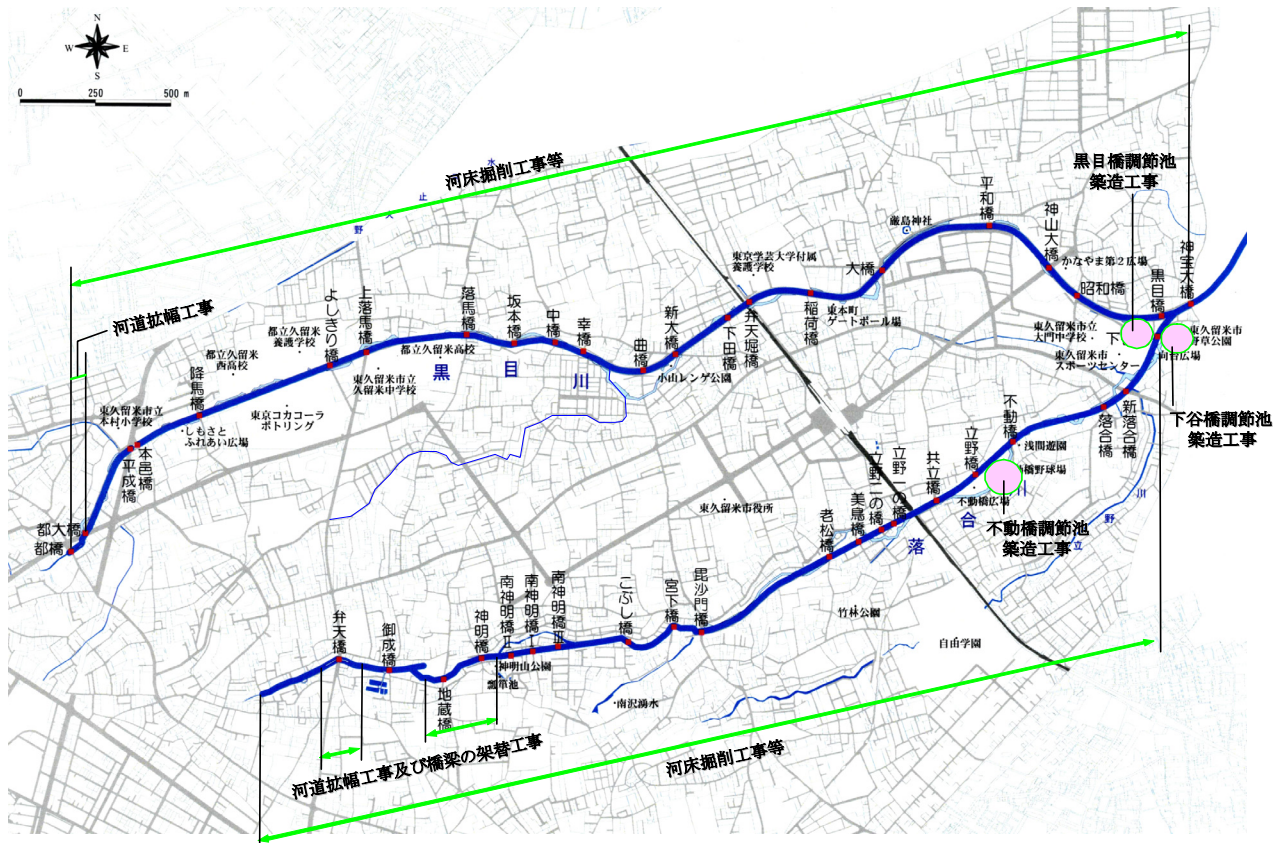 N
W
E
S
0
250
500 m
河床掘削工事等
水
止
入
野
黒目橋調節池
築造工事
平和橋
神山大橋
厳島神社
かなやま第２広場
神宝大橋
東京学芸大学付属
養護学校
大橋
昭和橋
黒目橋
河道拡幅工事
よしきり橋
上落馬橋
落馬橋
坂本橋
中橋
幸橋
新大橋
曲橋
下田橋
弁天堀橋
稲荷橋
東本町
ゲートボール場
東久留米市立
大門中学校
下
東久留米市
野草公園
向台広場
東久留米市
スポーツセンター
都立久留米
養護学校
都立久留米
西高校
都立久留米高校
東久留米市立
久留米中学校
黒
目
川
小山レンゲ公園
降馬橋
東久留米市立
本村小学校
しもさと
ふれあい広場
東京コカコーラ
ボトリング
本邑橋
平成橋
都大橋
都橋
不動橋
浅間遊園
落合橋
新落合橋
下谷橋調節池
築造工事
立野橋
共立橋
立野一の橋
立野二の橋
美鳥橋
老松橋
橋野球場
不動橋広場
川
合
落
川
野
立
不動橋調節池
築造工事
東久留米市役所
毘沙門橋
宮下橋
こぶし橋
南神明橋Ⅲ
南神明橋Ⅱ
南神明橋Ⅰ
神明橋
神明山公園
瓢箪池
弁天橋
御成橋
地蔵橋
竹林公園
自由学園
南沢湧水
河道拡幅工事及び橋梁の架替工事
河床掘削工事等